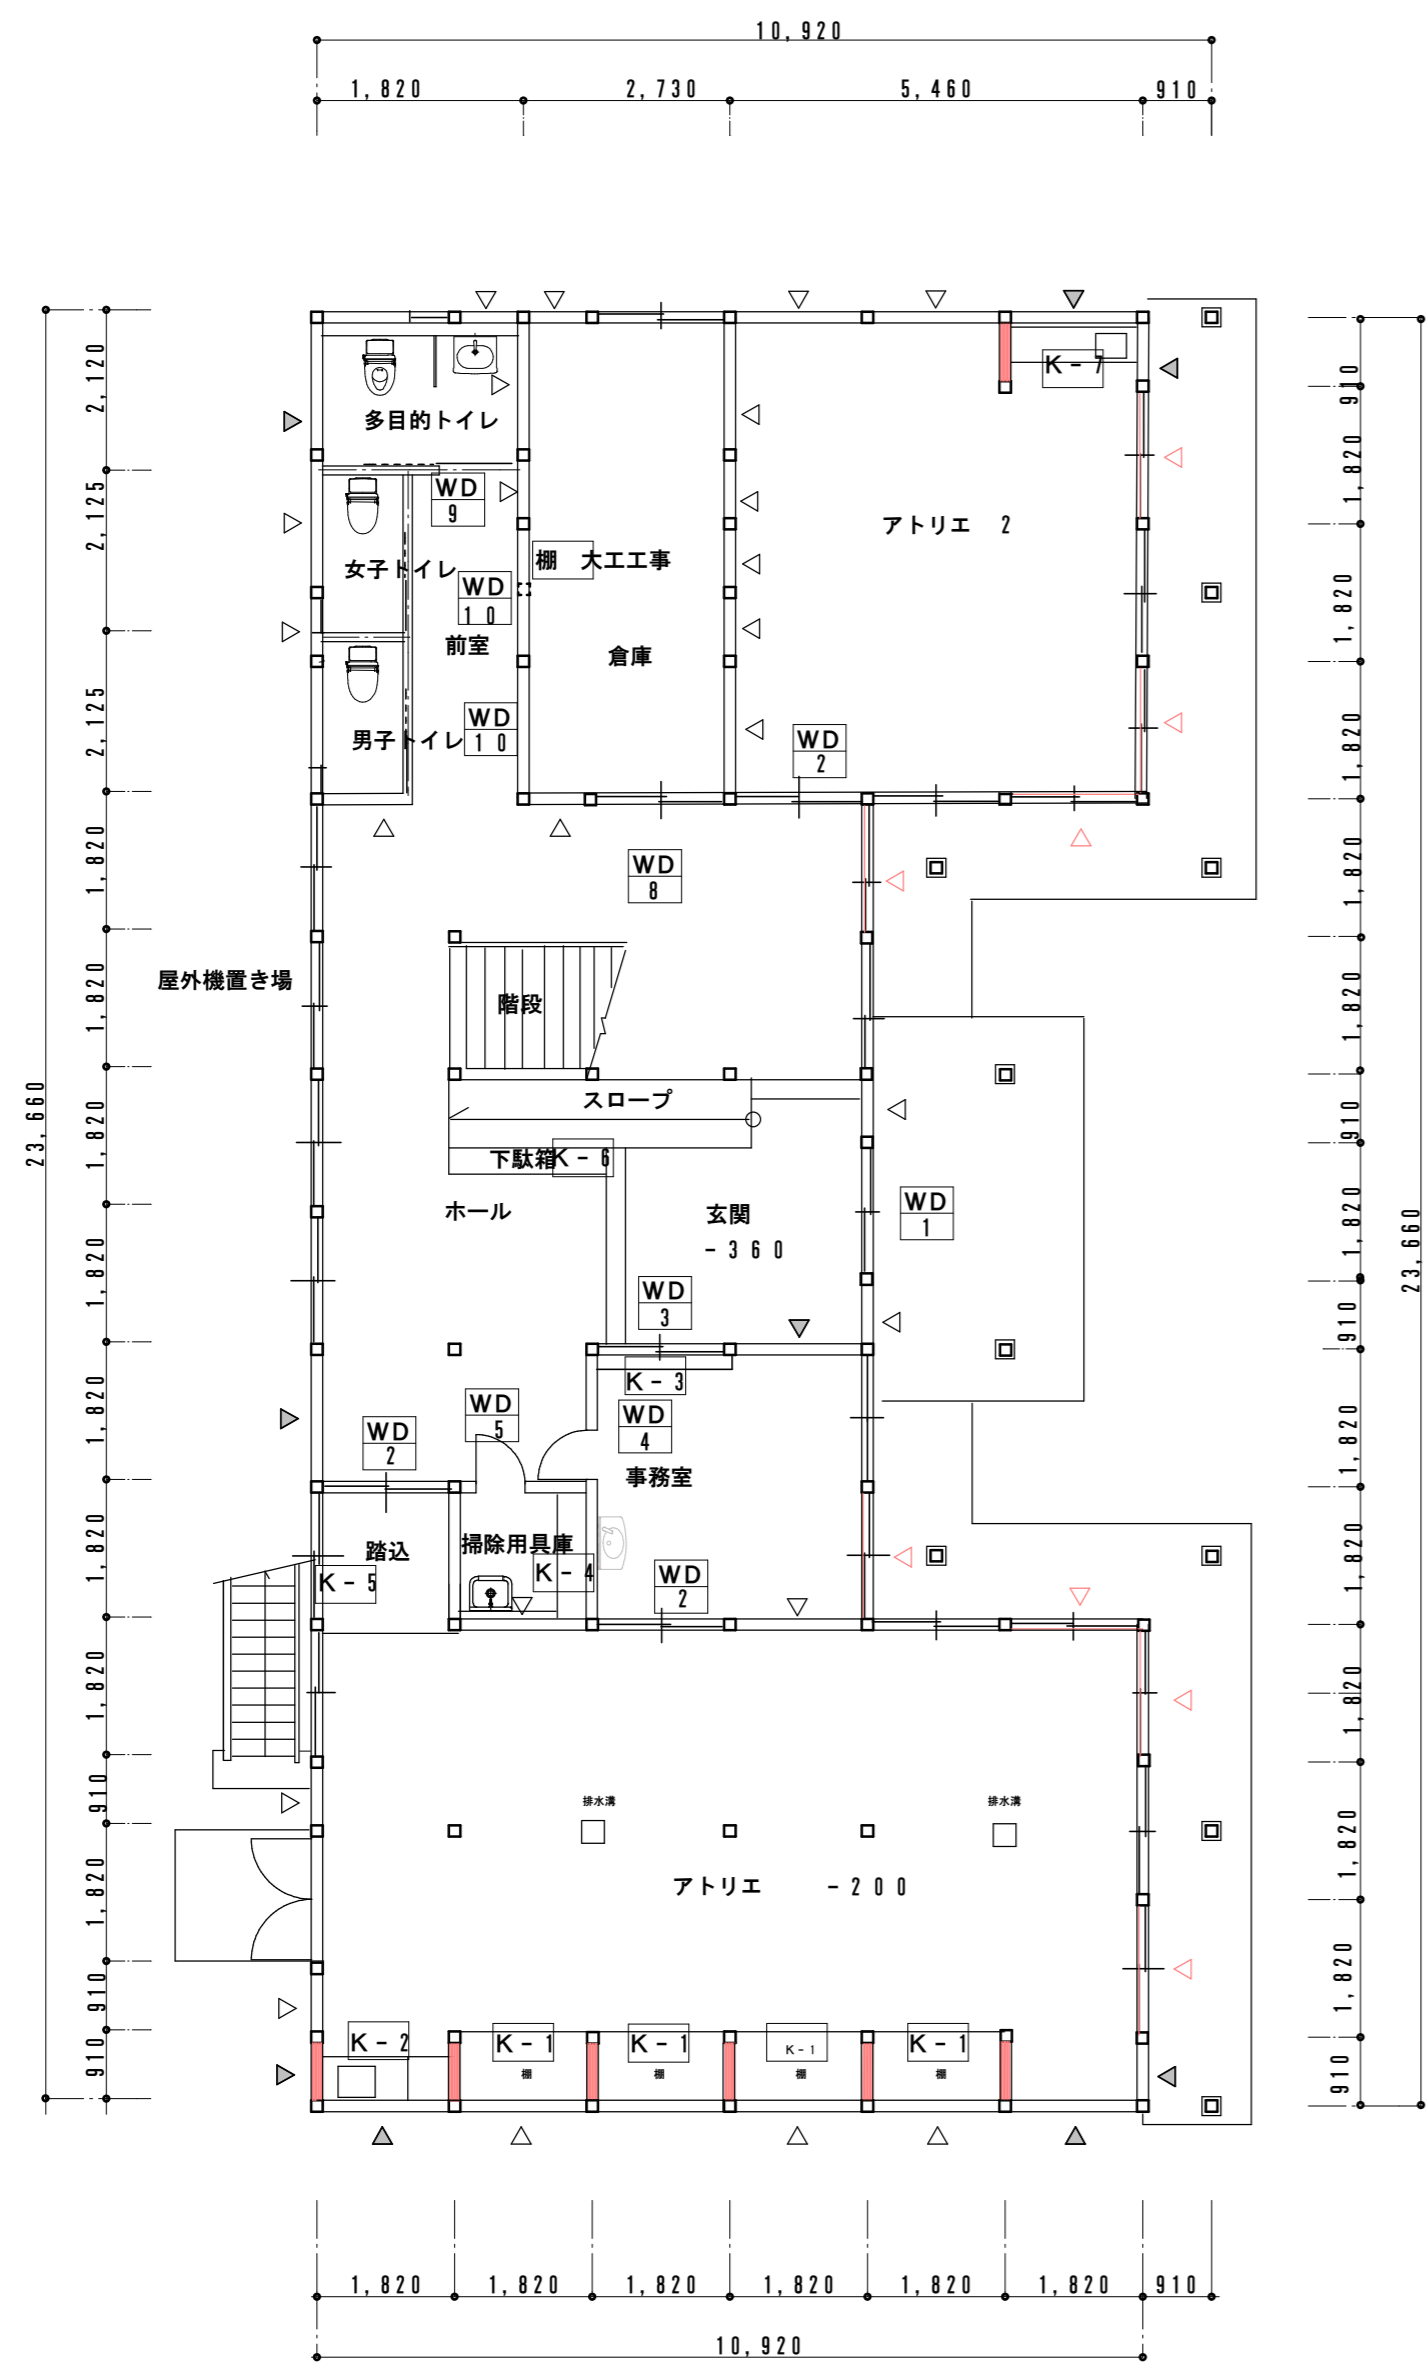 10,920
1,820
2,730
5,460
910
K-7
多目的トイレ
WD
9
アトリエ 2
女子トイレ
棚 大工工事
WD
10
前室
倉庫
WD
10
男子トイレ
WD
2
WD
8
屋外機置き場
階段
スロープ
下駄箱
K-6
ホール
玄関
-360
WD
1
WD
3
K-3
WD
5
WD
4
WD
2
事務室
踏込
掃除用具庫
K-5
K-4
WD
2
排水溝
排水溝
アトリエ -200
K-2
K-1
K-1
K-1
K-1
棚
棚
棚
棚
2,120
2,125
2,125
1,820
1,820
1,820
1,820
1,820
1,820
1,820
910
1,820
910
910
23,660
910
1,820
1,820
1,820
1,820
1,820
910
1,820
910
1,820
1,820
1,820
1,820
1,820
910
23,660
1,820
1,820
1,820
1,820
1,820
1,820
910
10,920